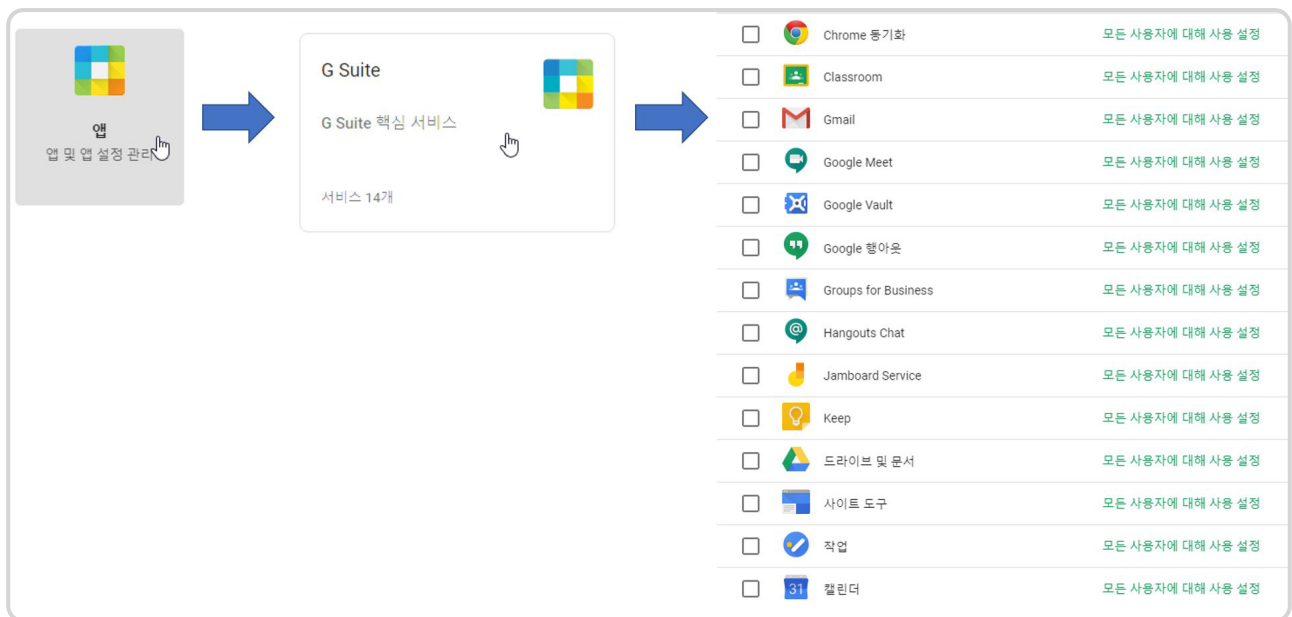 앱
앱 및 앱 설정 관리
G Suite
G Suite 핵심 서비스
서비스 14개
Chrome 동기화 모든 사용자에 대해 사용 설정
Classroom 모든 사용자에 대해 사용 설정
Gmail 모든 사용자에 대해 사용 설정
Google Meet 모든 사용자에 대해 사용 설정
Google Vault 모든 사용자에 대해 사용 설정
Google 행아웃 모든 사용자에 대해 사용 설정
Groups for Business 모든 사용자에 대해 사용 설정
Hangouts Chat 모든 사용자에 대해 사용 설정
Jamboard Service 모든 사용자에 대해 사용 설정
Keep 모든 사용자에 대해 사용 설정
드라이브 및 문서 모든 사용자에 대해 사용 설정
사이트 도구 모든 사용자에 대해 사용 설정
작업 모든 사용자에 대해 사용 설정
31 캘린더 모든 사용자에 대해 사용 설정